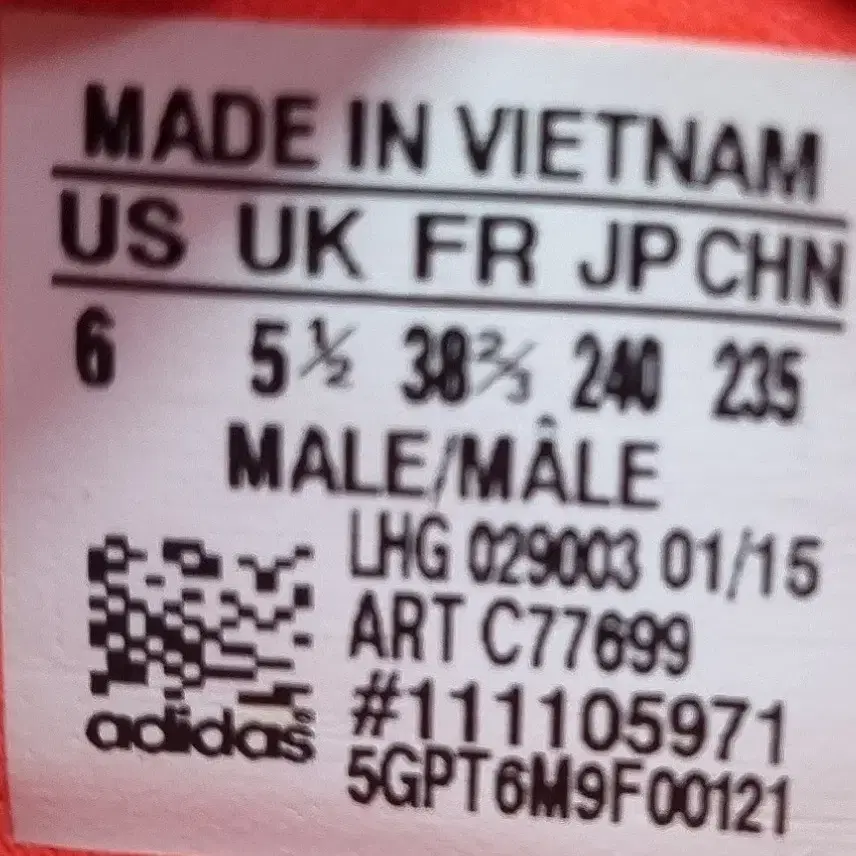 MADE IN VIETNAM
US UK FR JP CHN
6 5½ 38⅔ 240 235
MALE/MÂLE
LHG 029003 01/15
ART C77699
#111105971
adidas
5GPT6M9F00121